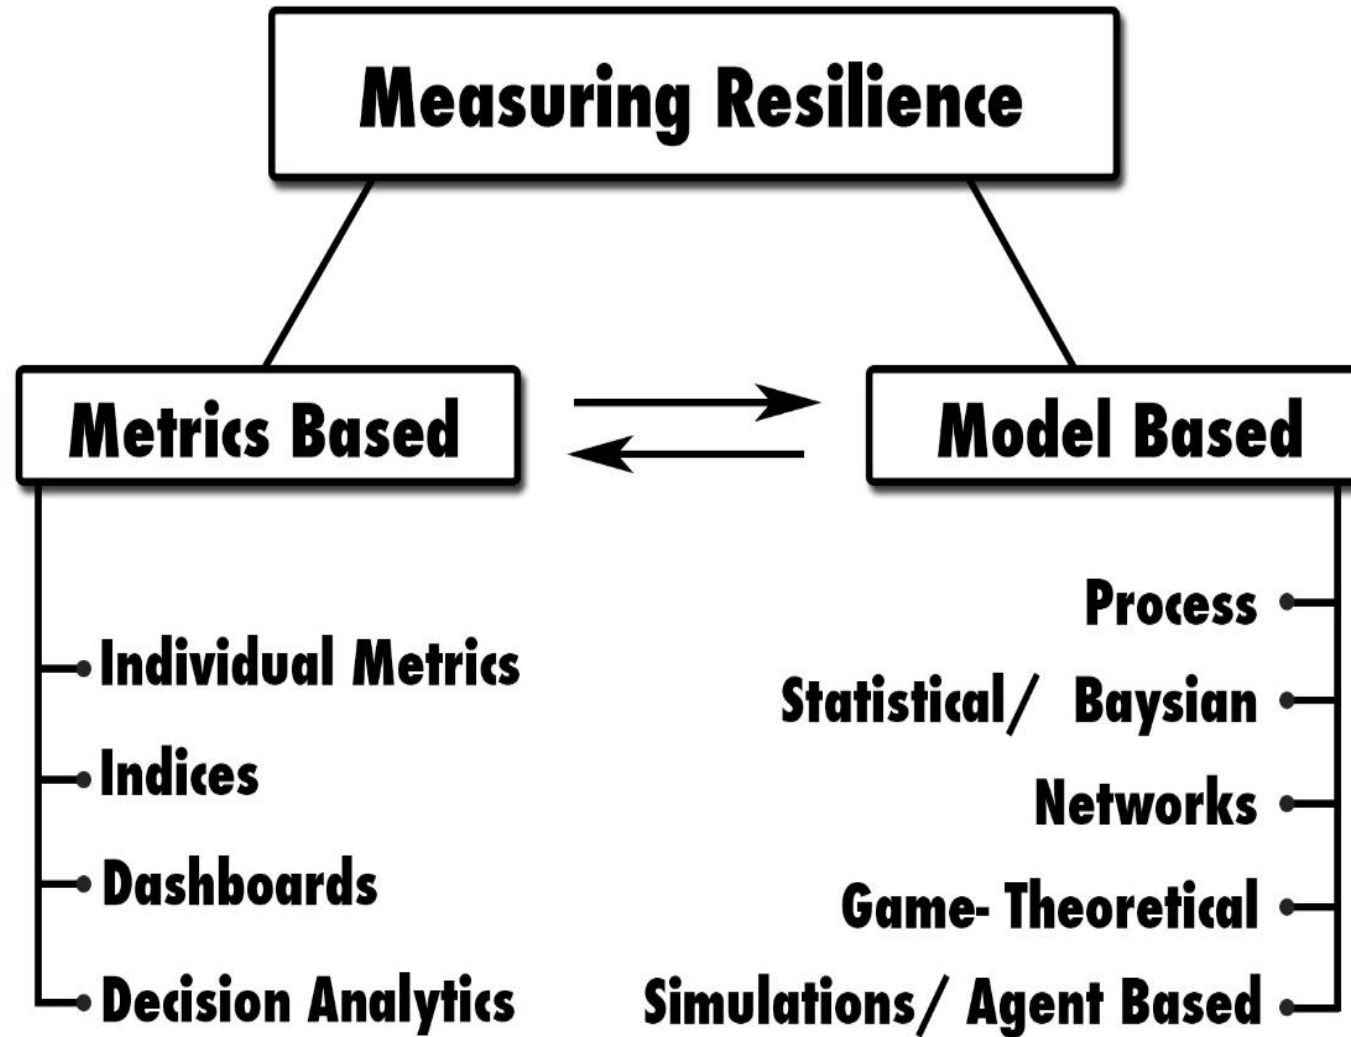 Measuring Resilience
Metrics Based
Model Based
Individual Metrics
Indices
Dashboards
Decision Analytics
Process
Statistical/ Baysian
Networks
Game- Theoretical
Simulations/ Agent Based